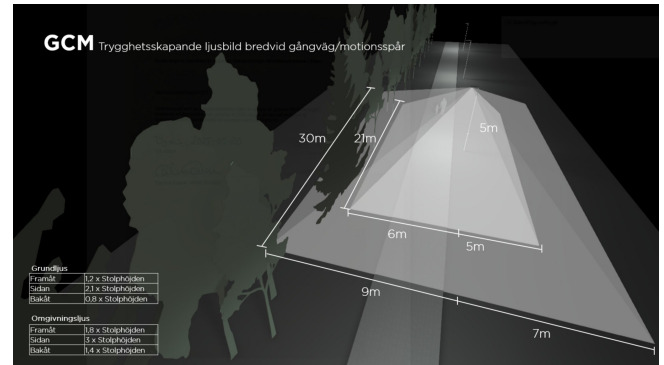 GCM Trygghetsskapande ljusbild bredvid gångväg/motionsspår
5m
30m
21m
6m
5m
9m
7m
Grundljus
Framåt 1,2 x Stolphöjden
Sidan 2,1 x Stolphöjden
Bakåt 0,8 x Stolphöjden
Omgivningsljus
Framåt 1,8 x Stolphöjden
Sidan 3 x Stolphöjden
Bakåt 1,4 x Stolphöjden